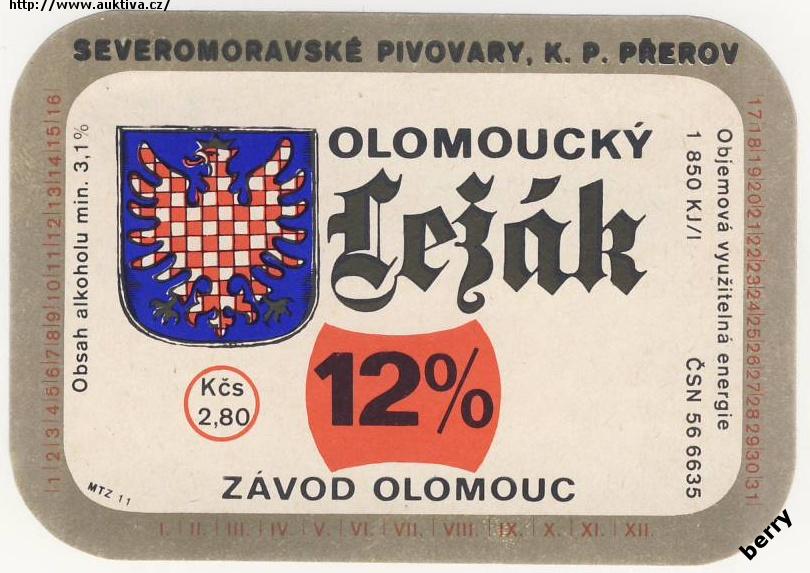 http://www.auktiva.cz/
SEVEROMORAVSKÉ PIVOVARY, K. P. PŘEROV
1|2|3|4|5|6|7|8|9|10|11|12|13|14|15|16
Obsah alkoholu min. 3,1%
OLOMOUCKÝ
Ležák
12%
Kčs
2,80
ZÁVOD OLOMOUC
MTZ 11
Objemová využitelná energie
1 850 KJ/l
ČSN 56 6635
17|18|19|20|21|22|23|24|25|26|27|28|29|30|31
I. | II. | III. | IV. | V. | VI. | VII. | VIII. | IX. | X. | XI. | XII.
berry